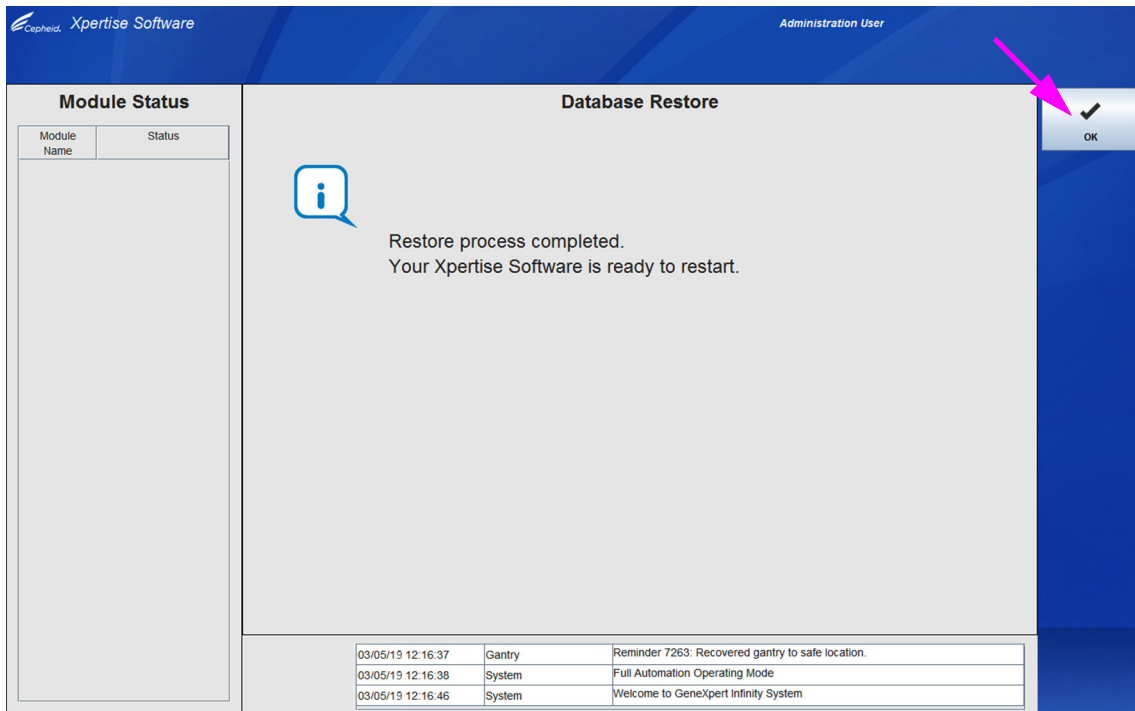 Cepheid. Xpertise Software
Administration User
Module Status
Module Name
Status
Database Restore
OK
Restore process completed.
Your Xpertise Software is ready to restart.
03/05/19 12:16:37 Gantry Reminder 7263: Recovered gantry to safe location.
03/05/19 12:16:38 System Full Automation Operating Mode
03/05/19 12:16:46 System Welcome to GeneXpert Infinity System